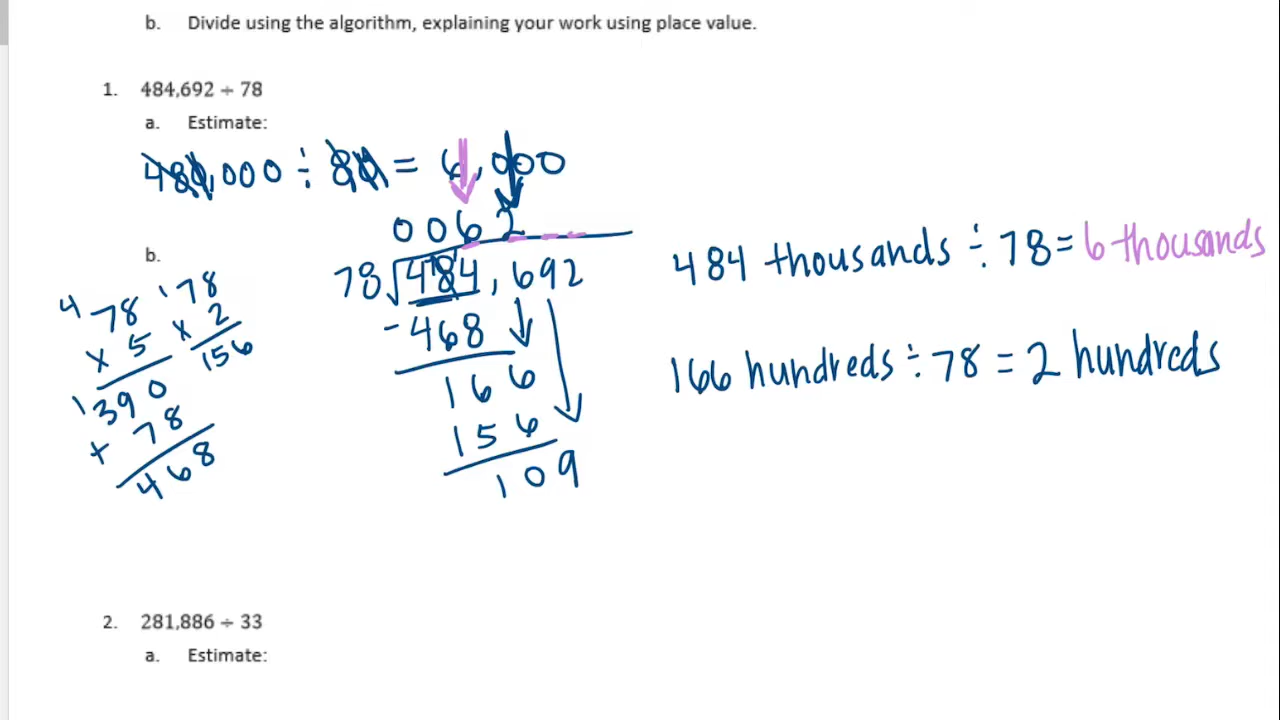 b. Divide using the algorithm, explaining your work using place value.
1. 484,692 ÷ 78
a. Estimate:
480,000 ÷ 80 = 6,000
b.
0062
78 484,692
-468
166
156
109
4 78
x 5
1 390
+ 78
468
1 78
x 2
156
484 thousands ÷ 78 = 6 thousands
166 hundreds ÷ 78 = 2 hundreds
2. 281,886 ÷ 33
a. Estimate: